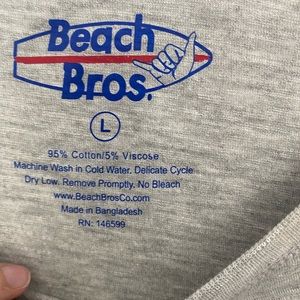 Beach
Bros.
L
95% Cotton/5% Viscose
Machine Wash in Cold Water. Delicate Cycle
Dry Low. Remove Promptly. No Bleach
www.BeachBrosCo.com
Made in Bangladesh
RN: 146599